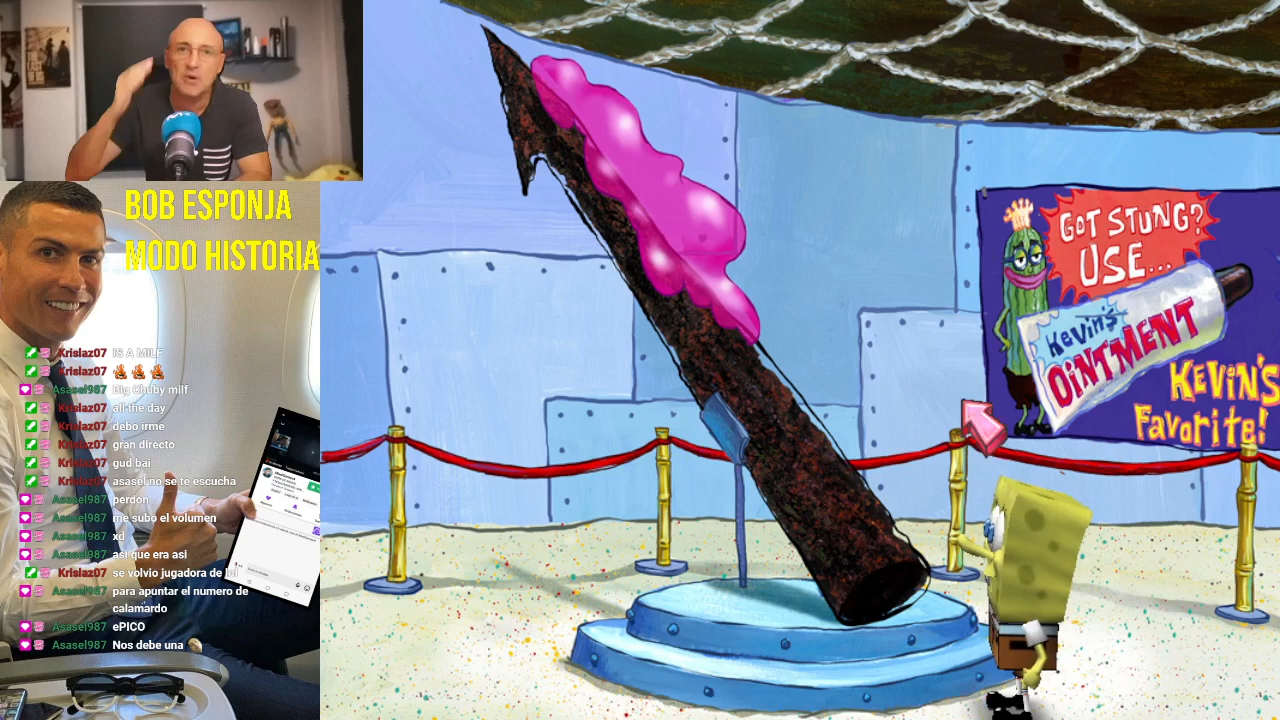 BOB ESPONJA
MODO HISTORIA
Krislaz07 IS A MILF
Krislaz07
Asasel987 Big Chuby milf
Krislaz07 all the day
Krislaz07 debo irme
Krislaz07 gran directo
Krislaz07 gud bai
Krislaz07 asasel no se te escucha
Asasel987 perdon
Asasel987 me subo el volumen
Asasel987 xd
Asasel987 asi que era asi
Krislaz07 se volvio jugadora de lol
Asasel987 para apuntar el numero de
calamardo
Asasel987 ePICO
Asasel987 Nos debe una
GOT STUNG?
USE...
KEVIN'S
OINTMENT
KEVIN'S
FAVORITE!